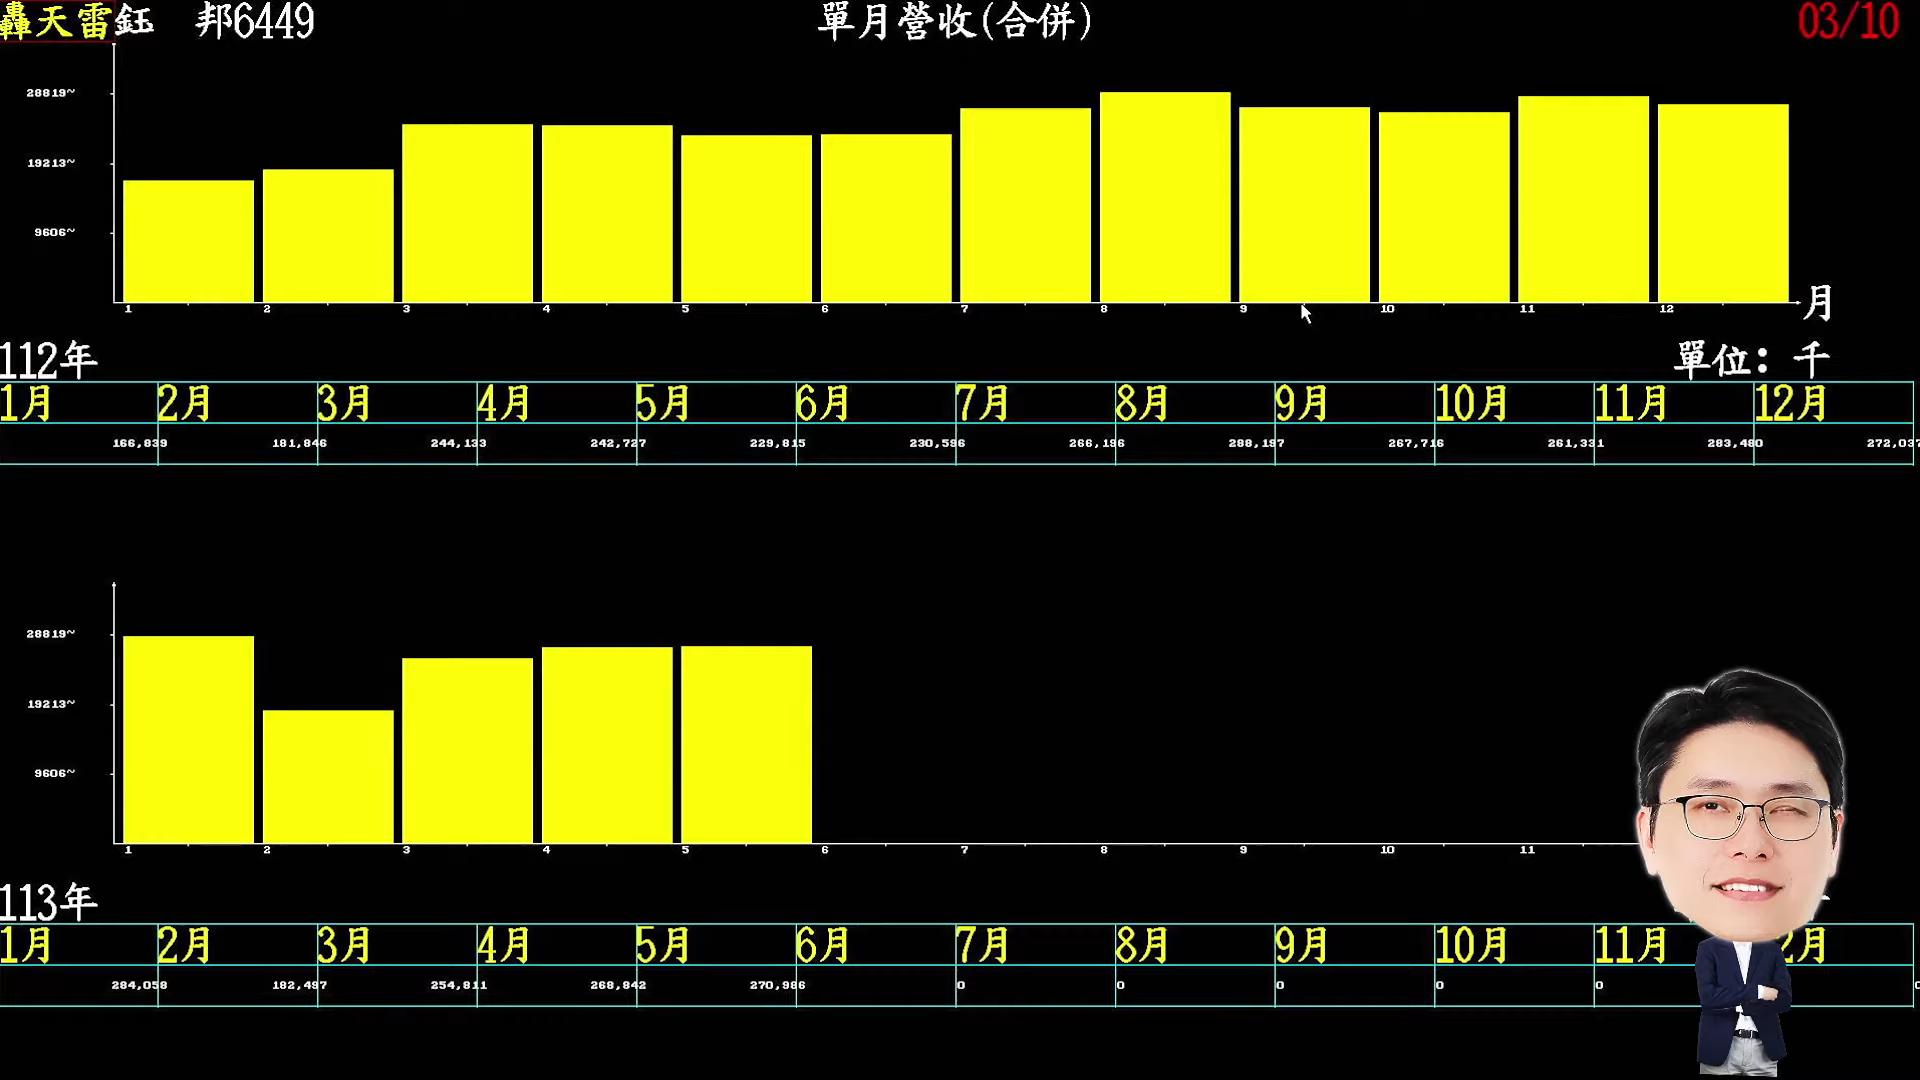 轟天雷鈺 邦6449 單月營收(合併) 03/10
28819~
19213~
9606~
1 2 3 4 5 6 7 8 9 10 11 12 月
112年 單位：千
1月 2月 3月 4月 5月 6月 7月 8月 9月 10月 11月 12月
166,839 181,846 244,133 242,727 229,815 230,596 266,196 288,197 267,716 261,331 283,480 272,037
28819~
19213~
9606~
1 2 3 4 5 6 7 8 9 10 11
113年
1月 2月 3月 4月 5月 6月 7月 8月 9月 10月 11月 2月
284,058 182,497 254,811 268,842 270,986 0 0 0 0 0